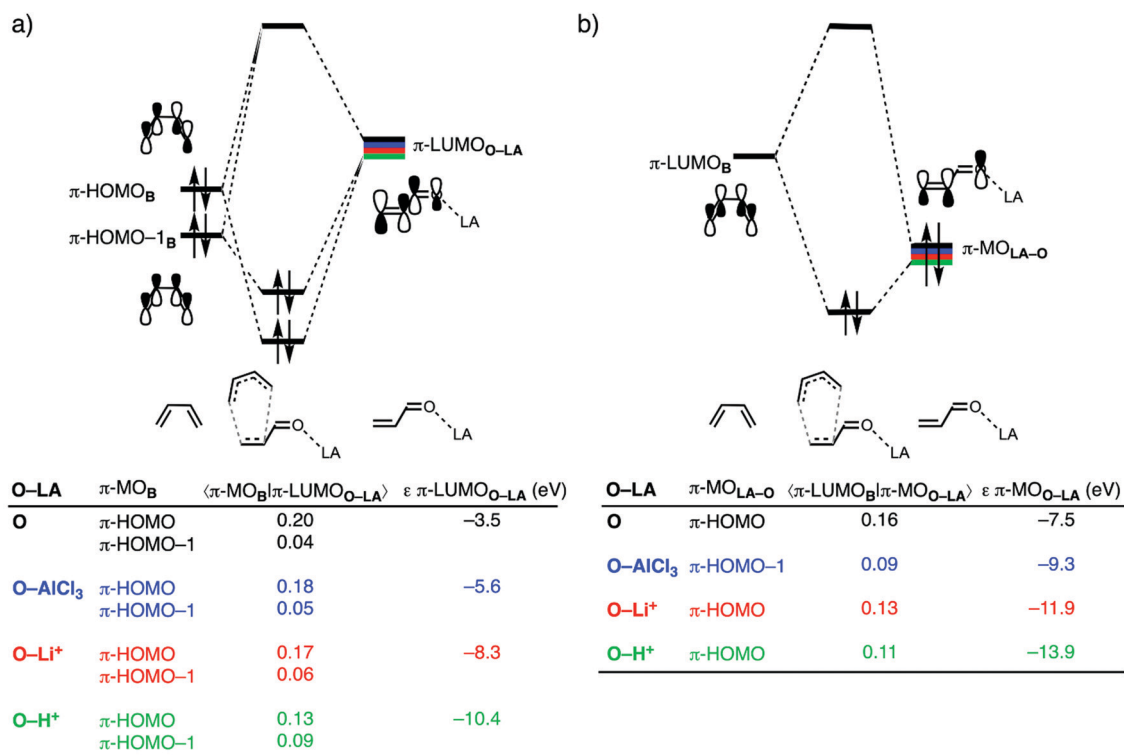 a)
π-HOMO_B
π-HOMO–1_B
π-LUMO_O–LA
LA
O
LA
O
LA
O–LA π-MO_B ⟨π-MO_B|π-LUMO_O–LA⟩ ε π-LUMO_O–LA (eV)
O π-HOMO 0.20 –3.5
π-HOMO–1 0.04
O–AlCl₃ π-HOMO 0.18 –5.6
π-HOMO–1 0.05
O–Li⁺ π-HOMO 0.17 –8.3
π-HOMO–1 0.06
O–H⁺ π-HOMO 0.13 –10.4
π-HOMO–1 0.09
b)
π-LUMO_B
LA
π-MO_LA–O
O
LA
O
LA
O–LA π-MO_LA–O ⟨π-LUMO_B|π-MO_O–LA⟩ ε π-MO_O–LA (eV)
O π-HOMO 0.16 –7.5
O–AlCl₃ π-HOMO–1 0.09 –9.3
O–Li⁺ π-HOMO 0.13 –11.9
O–H⁺ π-HOMO 0.11 –13.9